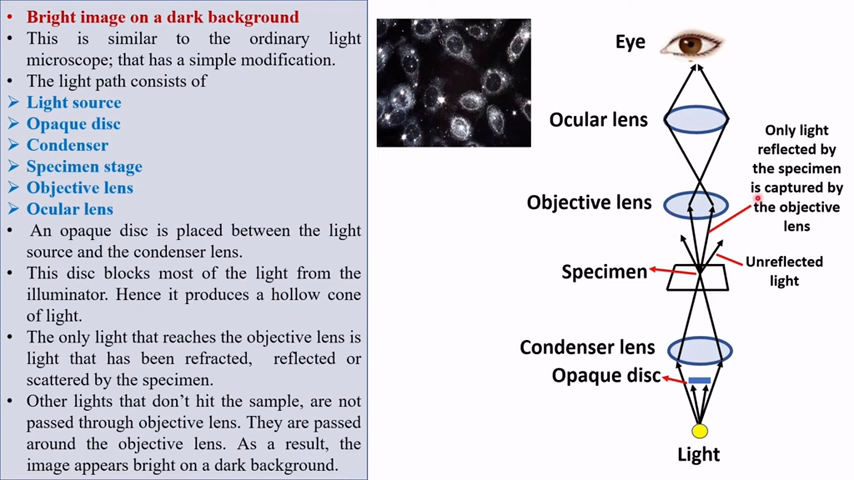 Bright image on a dark background
This is similar to the ordinary light
microscope; that has a simple modification.
The light path consists of
Light source
Opaque disc
Condenser
Specimen stage
Objective lens
Ocular lens
An opaque disc is placed between the light
source and the condenser lens.
This disc blocks most of the light from the
illuminator. Hence it produces a hollow cone
of light.
The only light that reaches the objective lens is
light that has been refracted, reflected or
scattered by the specimen.
Other lights that don't hit the sample, are not
passed through objective lens. They are passed
around the objective lens. As a result, the
image appears bright on a dark background.
Eye
Ocular lens
Only light
reflected by
the specimen
is captured by
the objective
lens
Objective lens
Specimen
Unreflected
light
Condenser lens
Opaque disc
Light